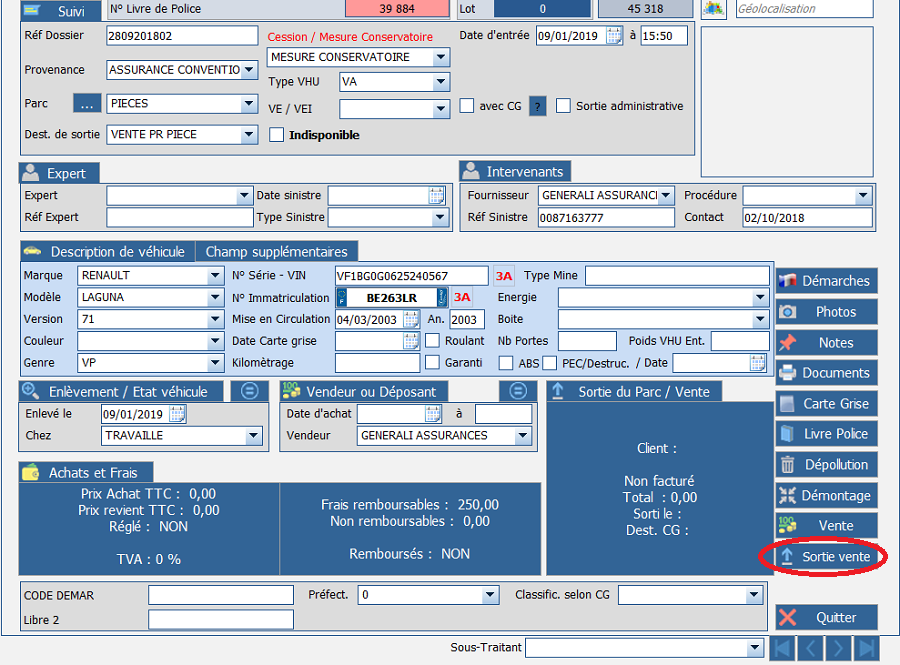 Suivi N° Livre de Police 39 884 Lot 0 45 318 Géolocalisation
Réf Dossier 2809201802 Cession / Mesure Conservatoire Date d'entrée 09/01/2019 à 15:50
MESURE CONSERVATOIRE
Provenance ASSURANCE CONVENTIO
Type VHU VA
Parc ... PIECES VE / VEI avec CG ? Sortie administrative
Dest. de sortie VENTE PR PIECE Indisponible
Expert Intervenants
Expert Date sinistre Fournisseur GENERALI ASSURANCI Procédure
Réf Expert Type Sinistre Réf Sinistre 0087163777 Contact 02/10/2018
Description de véhicule Champ supplémentaires
Marque RENAULT N° Série - VIN VF1BG0G0625240567 3A Type Mine Démarches
Modèle LAGUNA N° Immatriculation F BE263LR 3A Energie
Photos
Version 71 Mise en Circulation 04/03/2003 An. 2003 Boite
Couleur Date Carte grise Roulant Nb Portes Poids VHU Ent. Notes
Genre VP Kilomètrage Garanti ABS PEC/Destruc. / Date
Documents
Enlèvement / Etat véhicule Vendeur ou Déposant Sortie du Parc / Vente
Carte Grise
Enlevé le 09/01/2019 Date d'achat à
Chez TRAVAILLE Vendeur GENERALI ASSURANCES Livre Police
Client :
Dépollution
Achats et Frais
Non facturé
Prix Achat TTC : 0,00 Frais remboursables : 250,00 Total : 0,00 Démontage
Prix revient TTC : 0,00 Non remboursables : 0,00 Sorti le :
Réglé : NON Dest. CG : Vente
TVA : 0 % Remboursés : NON Sortie vente
CODE DEMAR Préfect. 0 Classific. selon CG
Libre 2 Quitter
Sous-Traitant